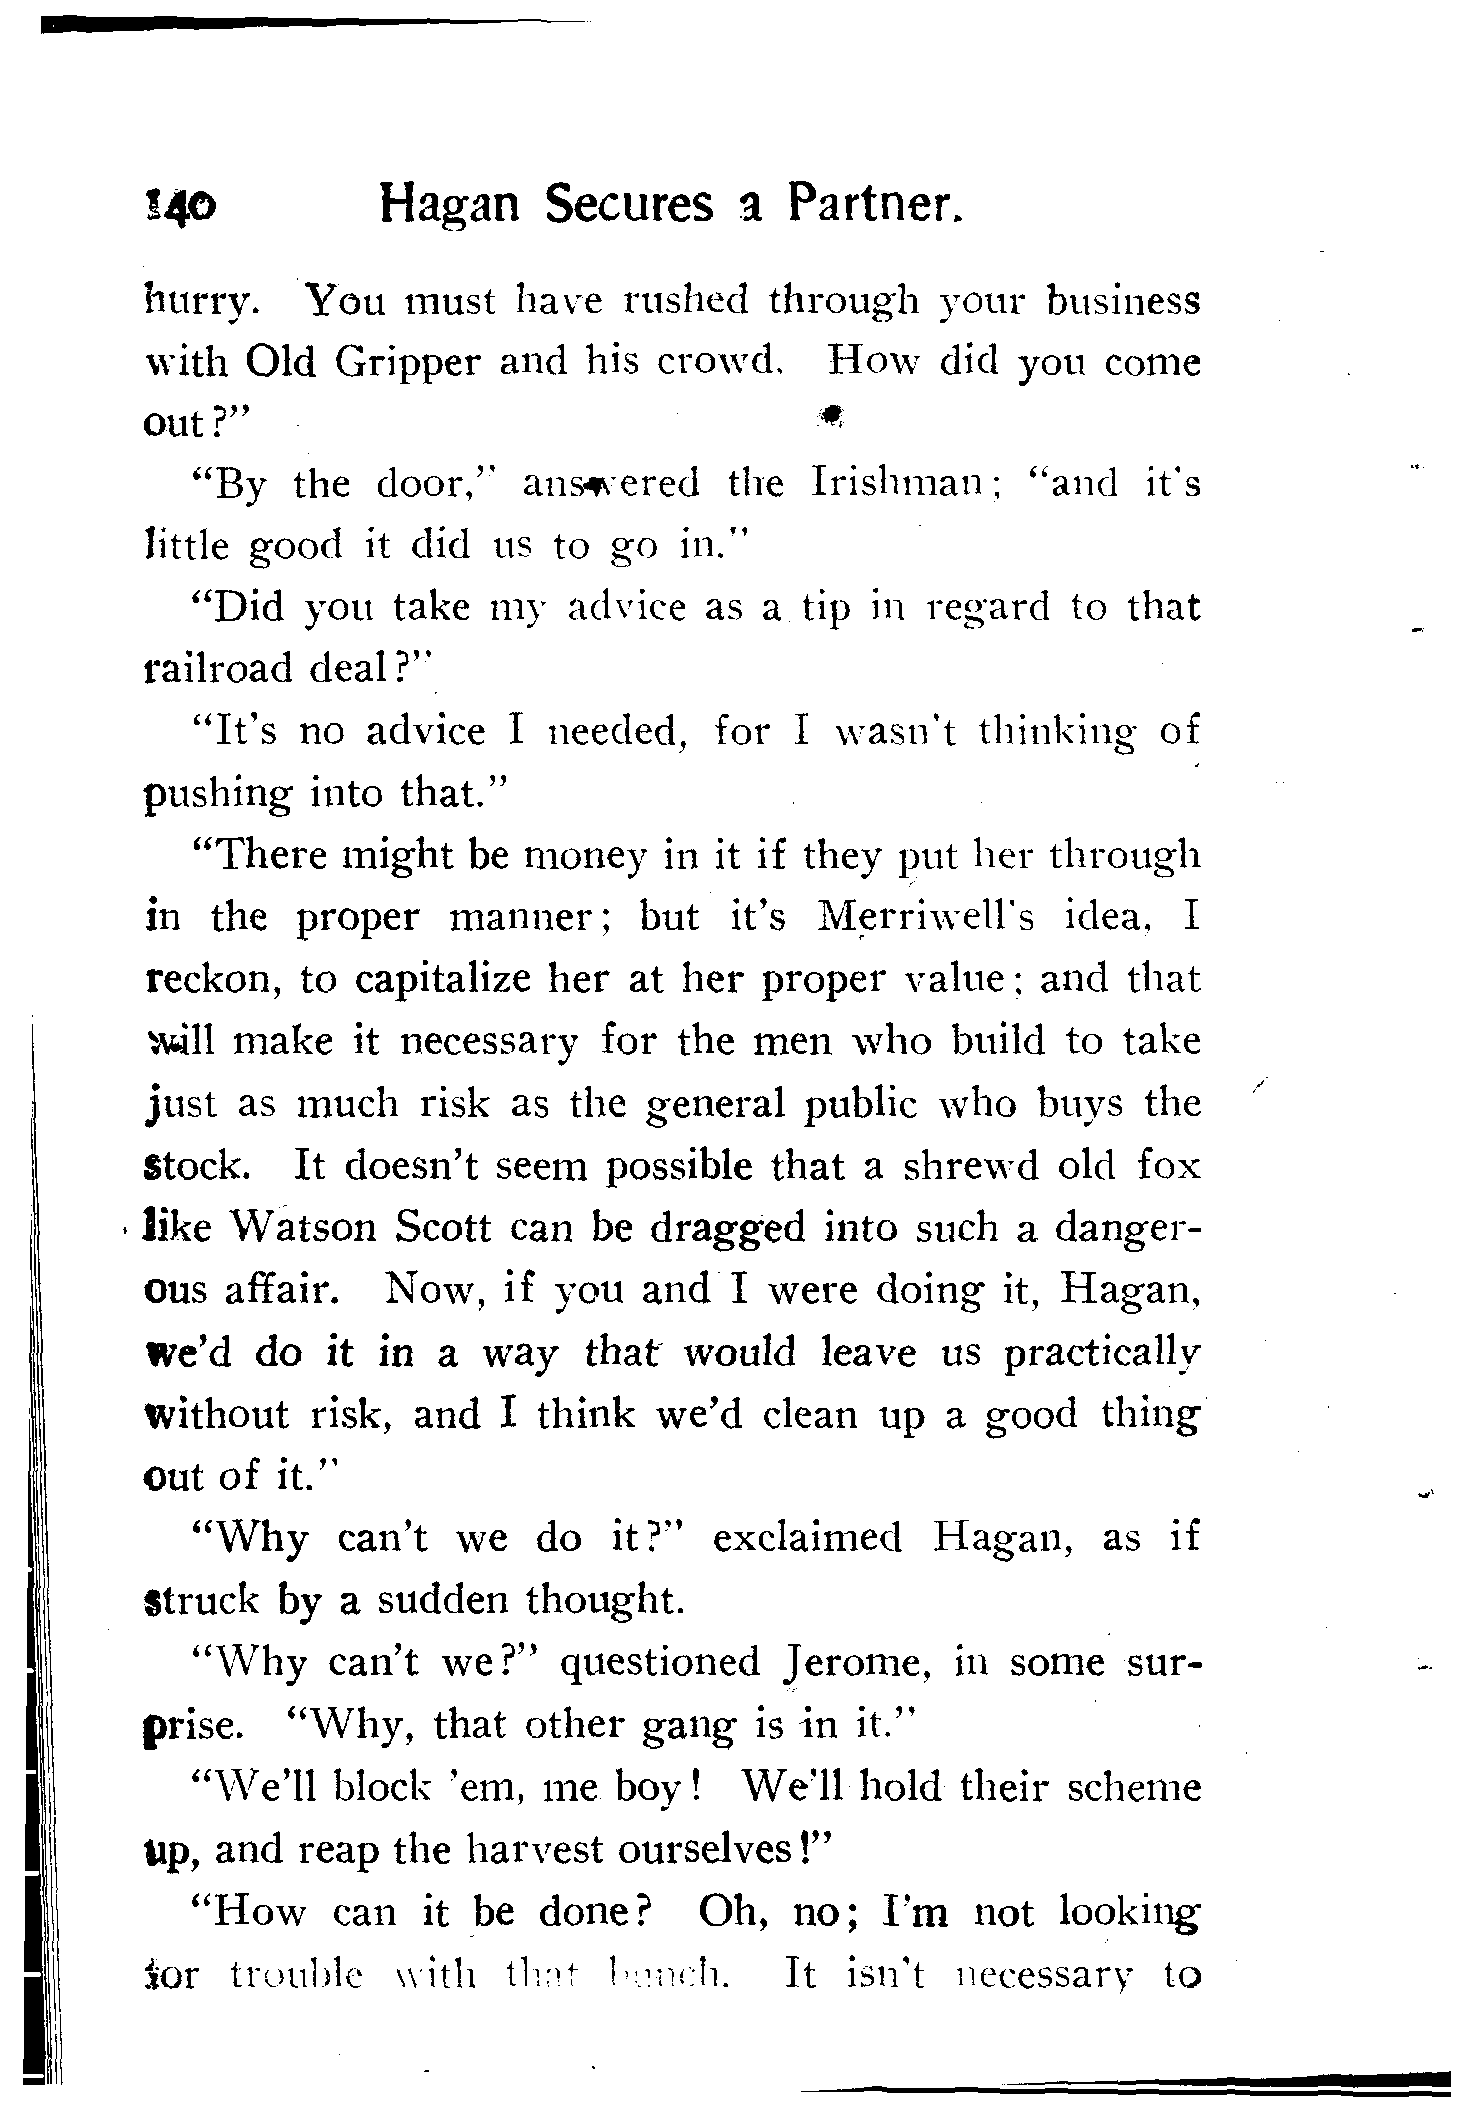 140 Hagan Secures a Partner.
hurry. You must have rushed through your business
with Old Gripper and his crowd. How did you come
out?"
"By the door," answered the Irishman; "and it's
little good it did us to go in."
"Did you take my advice as a tip in regard to that
railroad deal?"
"It's no advice I needed, for I wasn't thinking of
pushing into that."
"There might be money in it if they put her through
in the proper manner; but it's Merriwell's idea, I
reckon, to capitalize her at her proper value; and that
will make it necessary for the men who build to take
just as much risk as the general public who buys the
stock. It doesn't seem possible that a shrewd old fox
like Watson Scott can be dragged into such a danger-
ous affair. Now, if you and I were doing it, Hagan,
we'd do it in a way that would leave us practically
without risk, and I think we'd clean up a good thing
out of it."
"Why can't we do it?" exclaimed Hagan, as if
struck by a sudden thought.
"Why can't we?" questioned Jerome, in some sur-
prise. "Why, that other gang is in it."
"We'll block 'em, me boy! We'll hold their scheme
up, and reap the harvest ourselves!"
"How can it be done? Oh, no; I'm not looking
for trouble with that bunch. It isn't necessary to